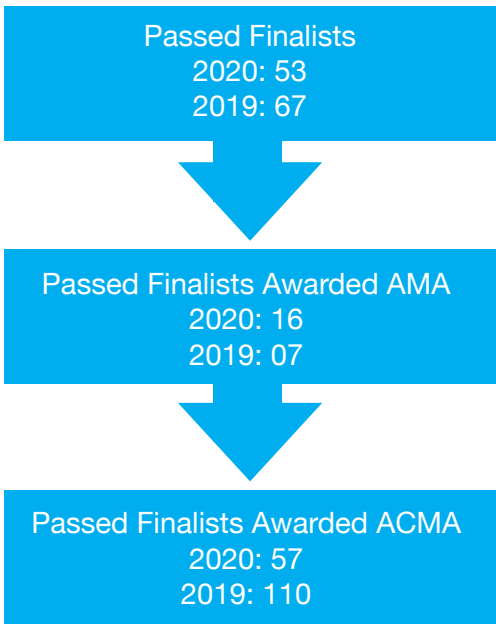 Passed Finalists
2020: 53
2019: 67
Passed Finalists Awarded AMA
2020: 16
2019: 07
Passed Finalists Awarded ACMA
2020: 57
2019: 110